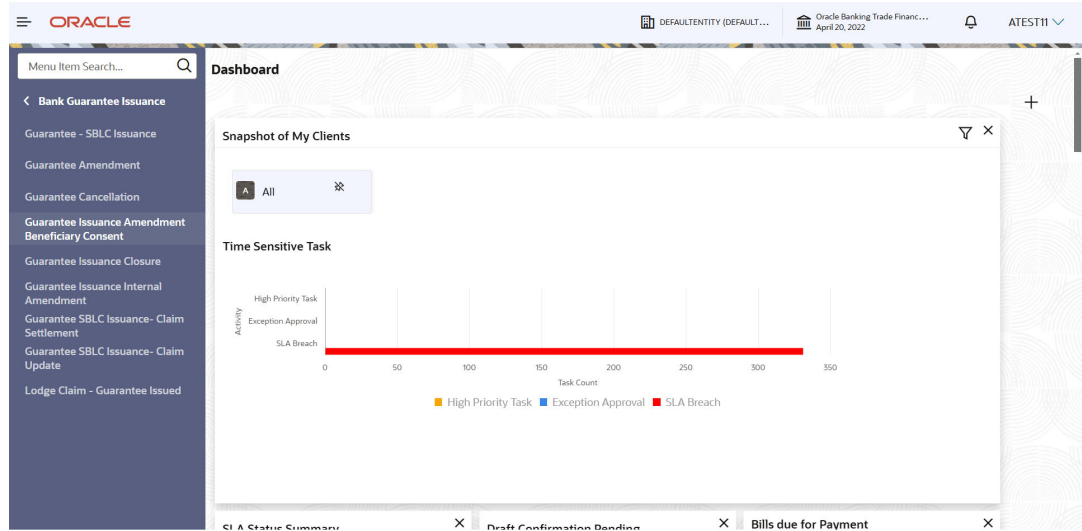 ORACLE
DEFAULTENTITY (DEFAULT...
Oracle Banking Trade Financ...
April 20, 2022
ATEST11
Menu Item Search...
Bank Guarantee Issuance
Guarantee - SBLC Issuance
Guarantee Amendment
Guarantee Cancellation
Guarantee Issuance Amendment
Beneficiary Consent
Guarantee Issuance Closure
Guarantee Issuance Internal
Amendment
Guarantee SBLC Issuance- Claim
Settlement
Guarantee SBLC Issuance- Claim
Update
Lodge Claim - Guarantee Issued
Dashboard
Snapshot of My Clients
A All
Time Sensitive Task
Activity
High Priority Task
Exception Approval
SLA Breach
0 50 100 150 200 250 300 350
Task Count
High Priority Task Exception Approval SLA Breach
SLA Status Summary
Draft Confirmation Pending
Bills due for Payment